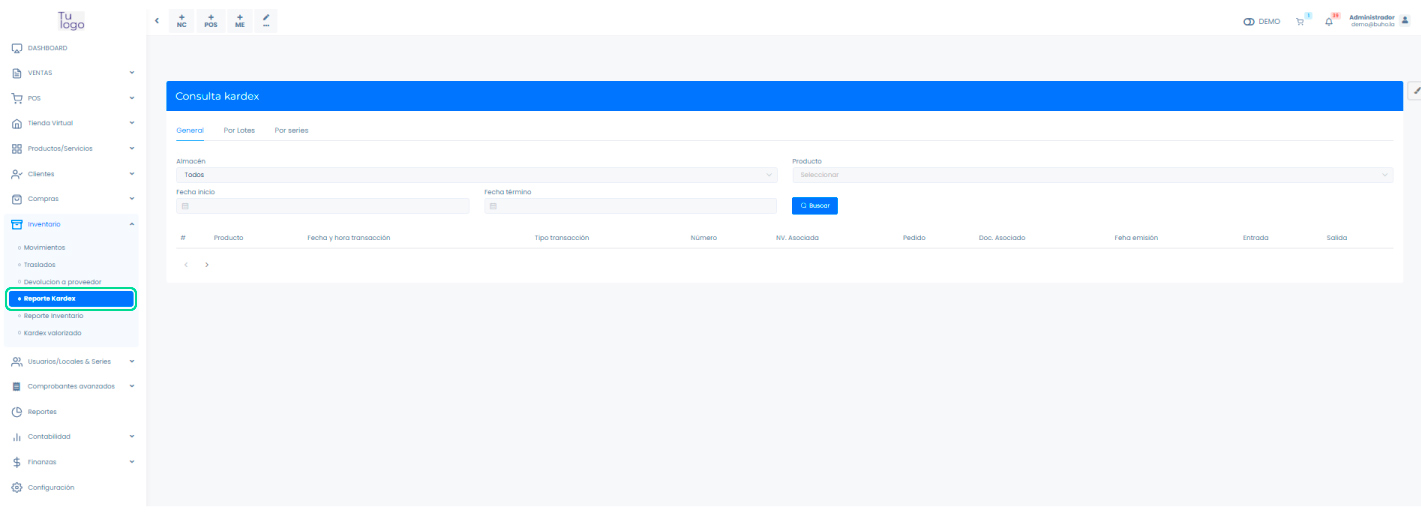 Tu
logo
NC
POS
ME
...
DEMO
1
Administrador
demo@buho.la
DASHBOARD
VENTAS
POS
Tienda Virtual
Productos/Servicios
Clientes
Compras
Inventario
Movimientos
Traslados
Devolucion a proveedor
Reporte Kardex
Reporte Inventario
Kardex valorizado
Usuarios/Locales & Series
Comprobantes avanzados
Reportes
Contabilidad
Finanzas
Configuración
Consulta kardex
General Por Lotes Por series
Almacén Producto
Todos Seleccionar
Fecha inicio Fecha término
Buscar
# Producto Fecha y hora transacción Tipo transacción Número NV. Asociada Pedido Doc. Asociado Feha emisión Entrada Salida